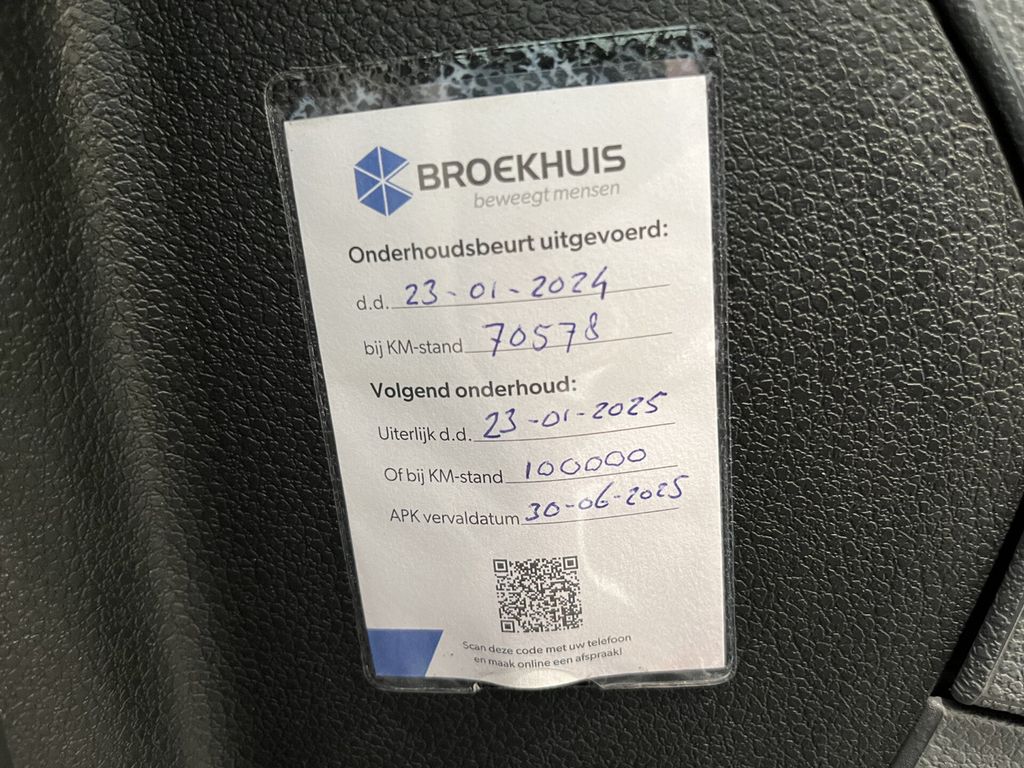 BROEKHUIS
beweegt mensen
Onderhoudsbeurt uitgevoerd:
d.d. 23-01-2024
bij KM-stand 70578
Volgend onderhoud:
Uiterlijk d.d. 23-01-2025
Of bij KM-stand 100000
APK vervaldatum 30-06-2025
Scan deze code met uw telefoon
en maak online een afspraak!